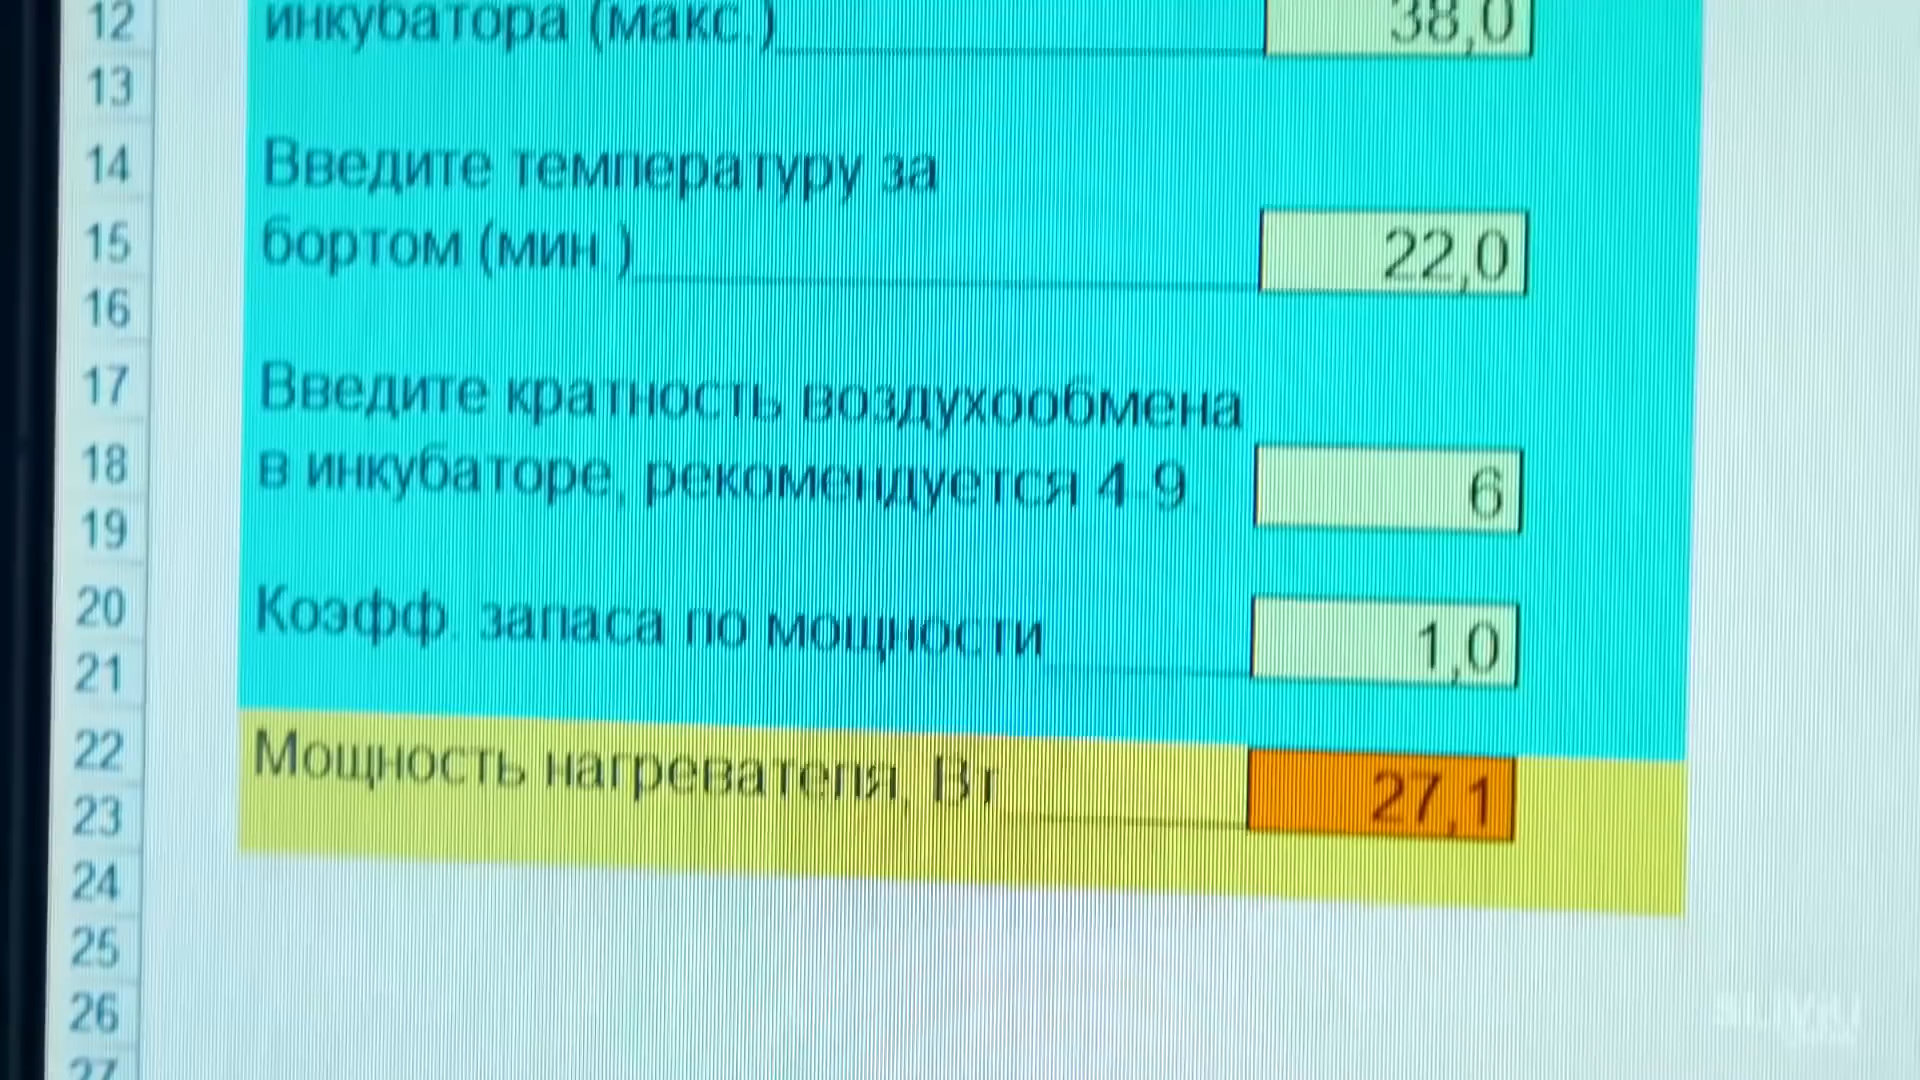 12 инкубатора (макс.) 38,0
13
14 Введите температуру за
15 бортом (мин.) 22,0
16
17 Введите кратность воздухообмена
18 в инкубаторе, рекомендуется 4-9. 6
19
20 Коэфф. запаса по мощности 1,0
21
22 Мощность нагревателя, Вт 27,1
23
24
25
26
27